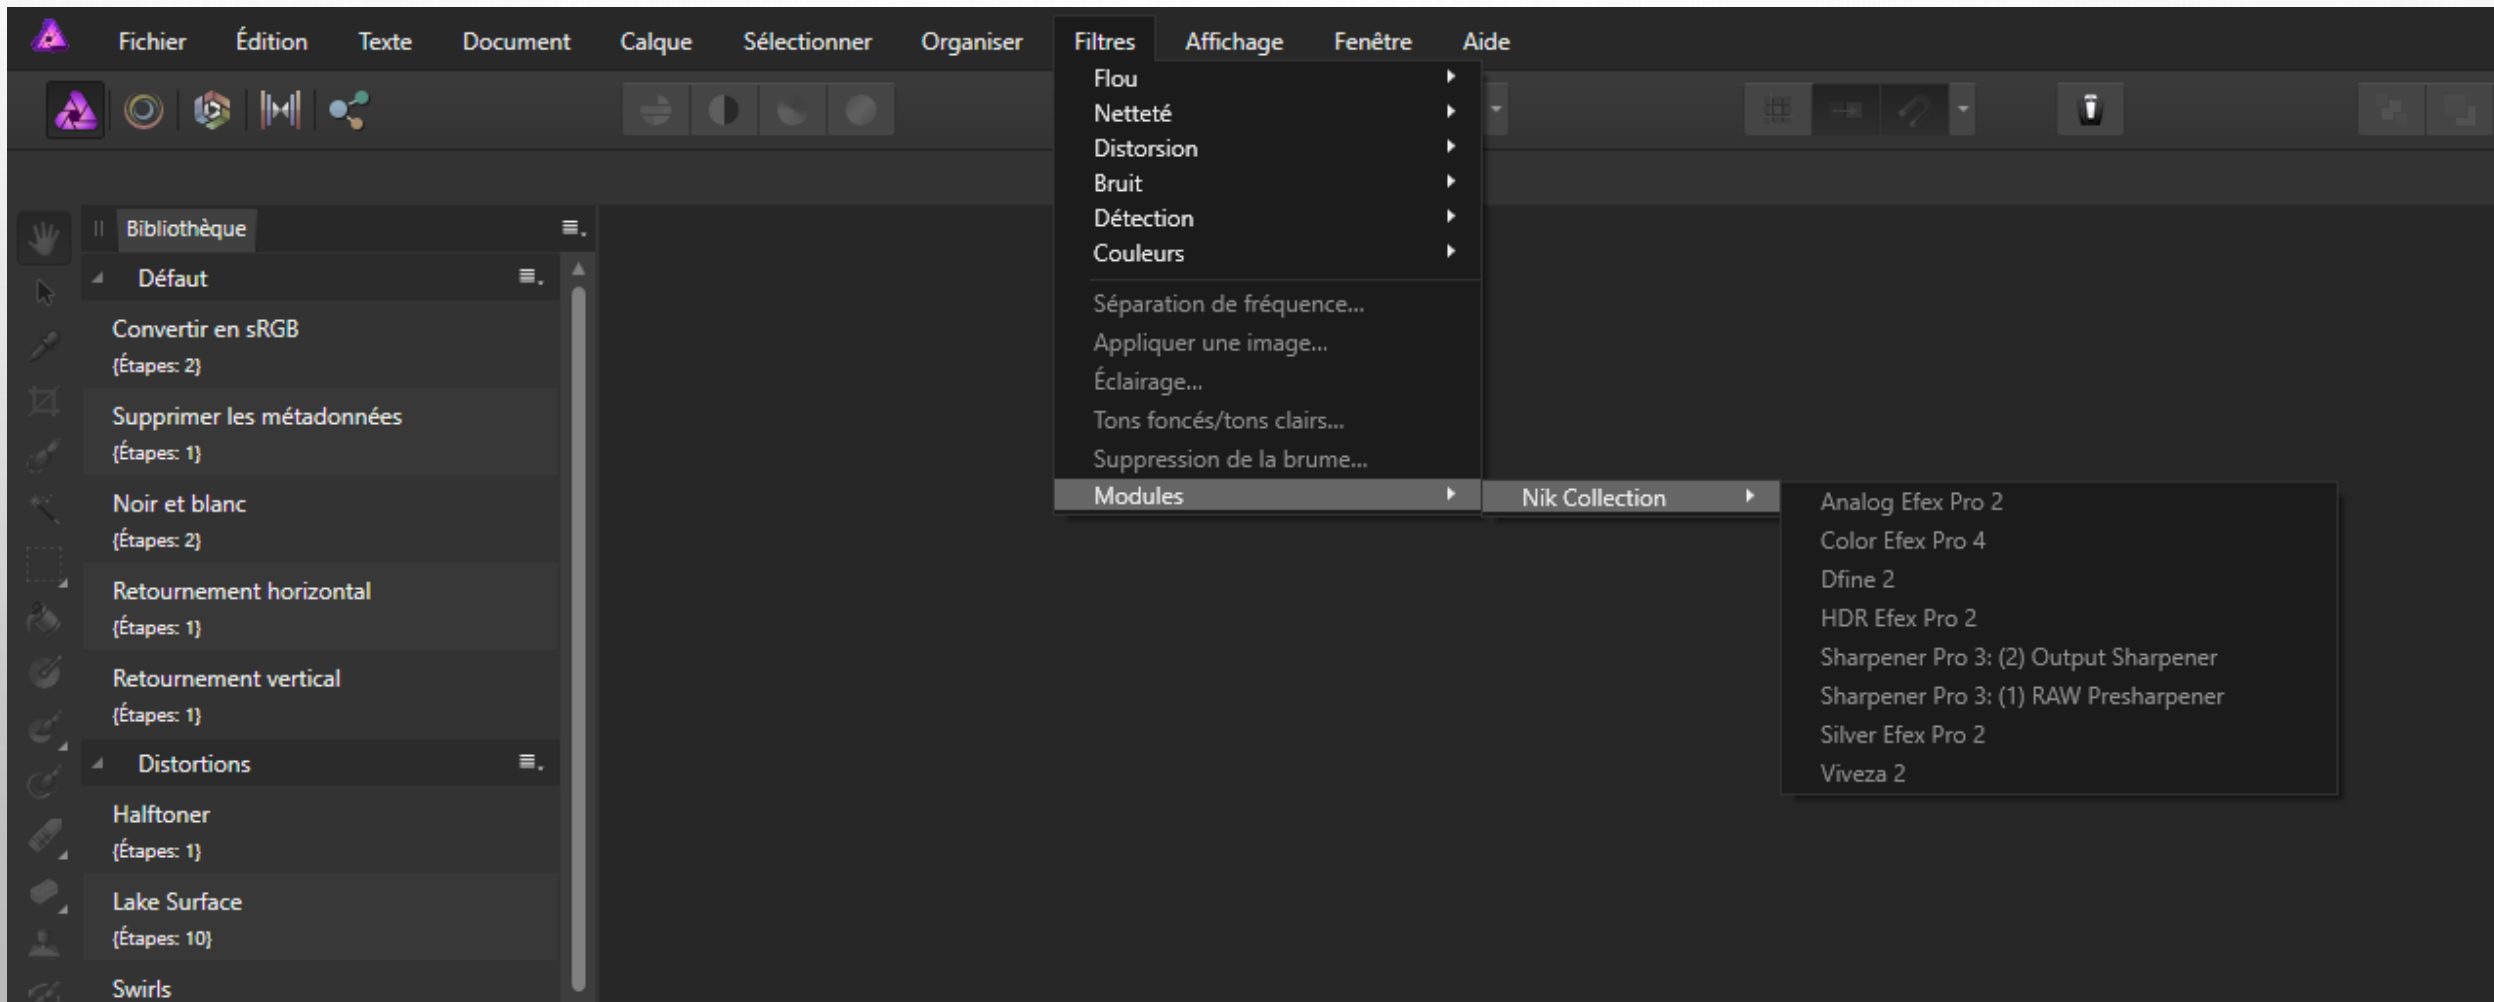 Fichier Édition Texte Document Calque Sélectionner Organiser Filtres Affichage Fenêtre Aide
Flou
Netteté
Distorsion
Bruit
Détection
Couleurs
Séparation de fréquence...
Appliquer une image...
Éclairage...
Tons foncés/tons clairs...
Suppression de la brume...
Modules
Nik Collection
Analog Efex Pro 2
Color Efex Pro 4
Dfine 2
HDR Efex Pro 2
Sharpener Pro 3: (2) Output Sharpener
Sharpener Pro 3: (1) RAW Presharpener
Silver Efex Pro 2
Viveza 2
Bibliothèque
Défaut
Convertir en sRGB
{Étapes: 2}
Supprimer les métadonnées
{Étapes: 1}
Noir et blanc
{Étapes: 2}
Retournement horizontal
{Étapes: 1}
Retournement vertical
{Étapes: 1}
Distortions
Halftoner
{Étapes: 1}
Lake Surface
{Étapes: 10}
Swirls